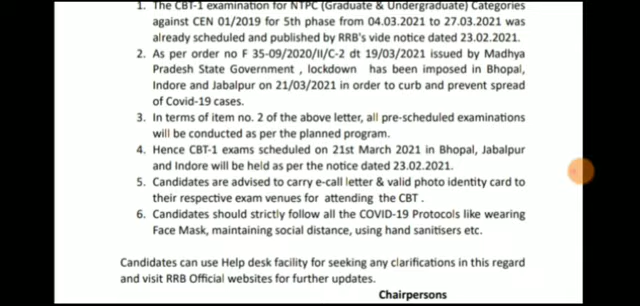 1. The CBT-1 examination for NTPC (Graduate & Undergraduate) Categories
against CEN 01/2019 for 5th phase from 04.03.2021 to 27.03.2021 was
already scheduled and published by RRB's vide notice dated 23.02.2021.
2. As per order no F 35-09/2020/II/C-2 dt 19/03/2021 issued by Madhya
Pradesh State Government , lockdown has been imposed in Bhopal,
Indore and Jabalpur on 21/03/2021 in order to curb and prevent spread
of Covid-19 cases.
3. In terms of item no. 2 of the above letter, all pre-scheduled examinations
will be conducted as per the planned program.
4. Hence CBT-1 exams scheduled on 21st March 2021 in Bhopal, Jabalpur
and Indore will be held as per the notice dated 23.02.2021.
5. Candidates are advised to carry e-call letter & valid photo identity card to
their respective exam venues for attending the CBT .
6. Candidates should strictly follow all the COVID-19 Protocols like wearing
Face Mask, maintaining social distance, using hand sanitisers etc.
Candidates can use Help desk facility for seeking any clarifications in this regard
and visit RRB Official websites for further updates.
Chairpersons